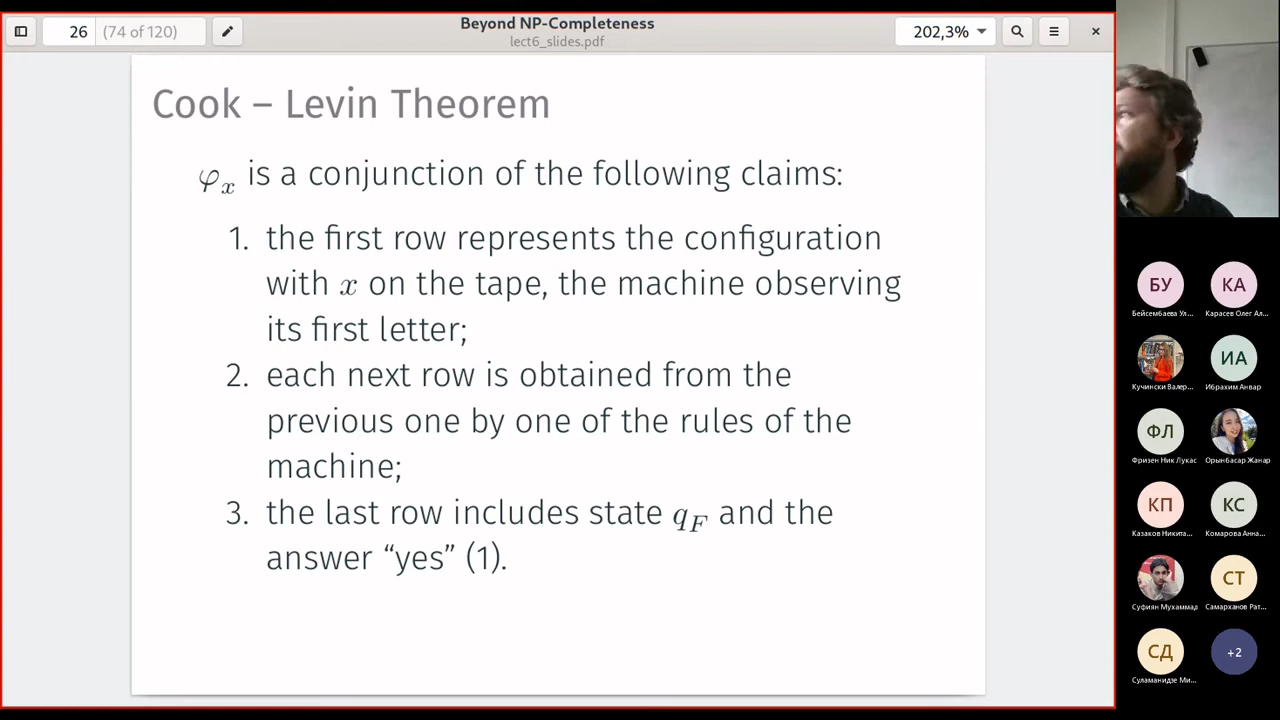 Beyond NP-Completeness
lect6_slides.pdf
26 (74 of 120)
202,3%
Cook – Levin Theorem
φₓ is a conjunction of the following claims:
1. the first row represents the configuration
with x on the tape, the machine observing
its first letter;
2. each next row is obtained from the
previous one by one of the rules of the
machine;
3. the last row includes state q_F and the
answer “yes” (1).
БУ
КА
Бейсембаева Ул...
Карасев Олег Ал...
ИА
Кучински Валер...
Ибрахим Анвар
ФЛ
Фризен Ник Лукас
Орынбасар Жанар
КП
КС
Казаков Никита...
Комарова Анна...
СТ
Суфиян Мухаммад
Самарханов Рат...
СД
+2
Суламанидзе Ми...